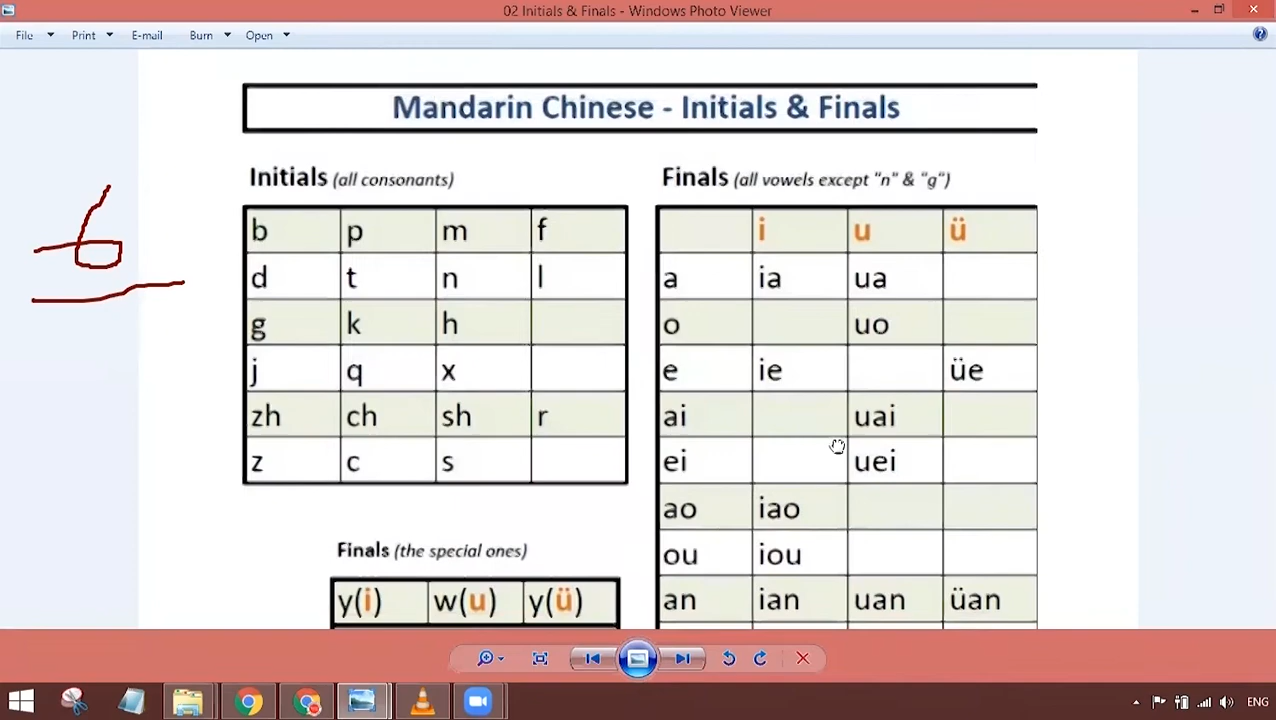 02 Initials & Finals - Windows Photo Viewer
File Print E-mail Burn Open
Mandarin Chinese - Initials & Finals
Initials (all consonants)
b p m f
d t n l
g k h
j q x
zh ch sh r
z c s
Finals (the special ones)
y(i) w(u) y(ü)
Finals (all vowels except "n" & "g")
i u ü
a ia ua
o uo
e ie üe
ai uai
ei uei
ao iao
ou iou
an ian uan üan
ENG